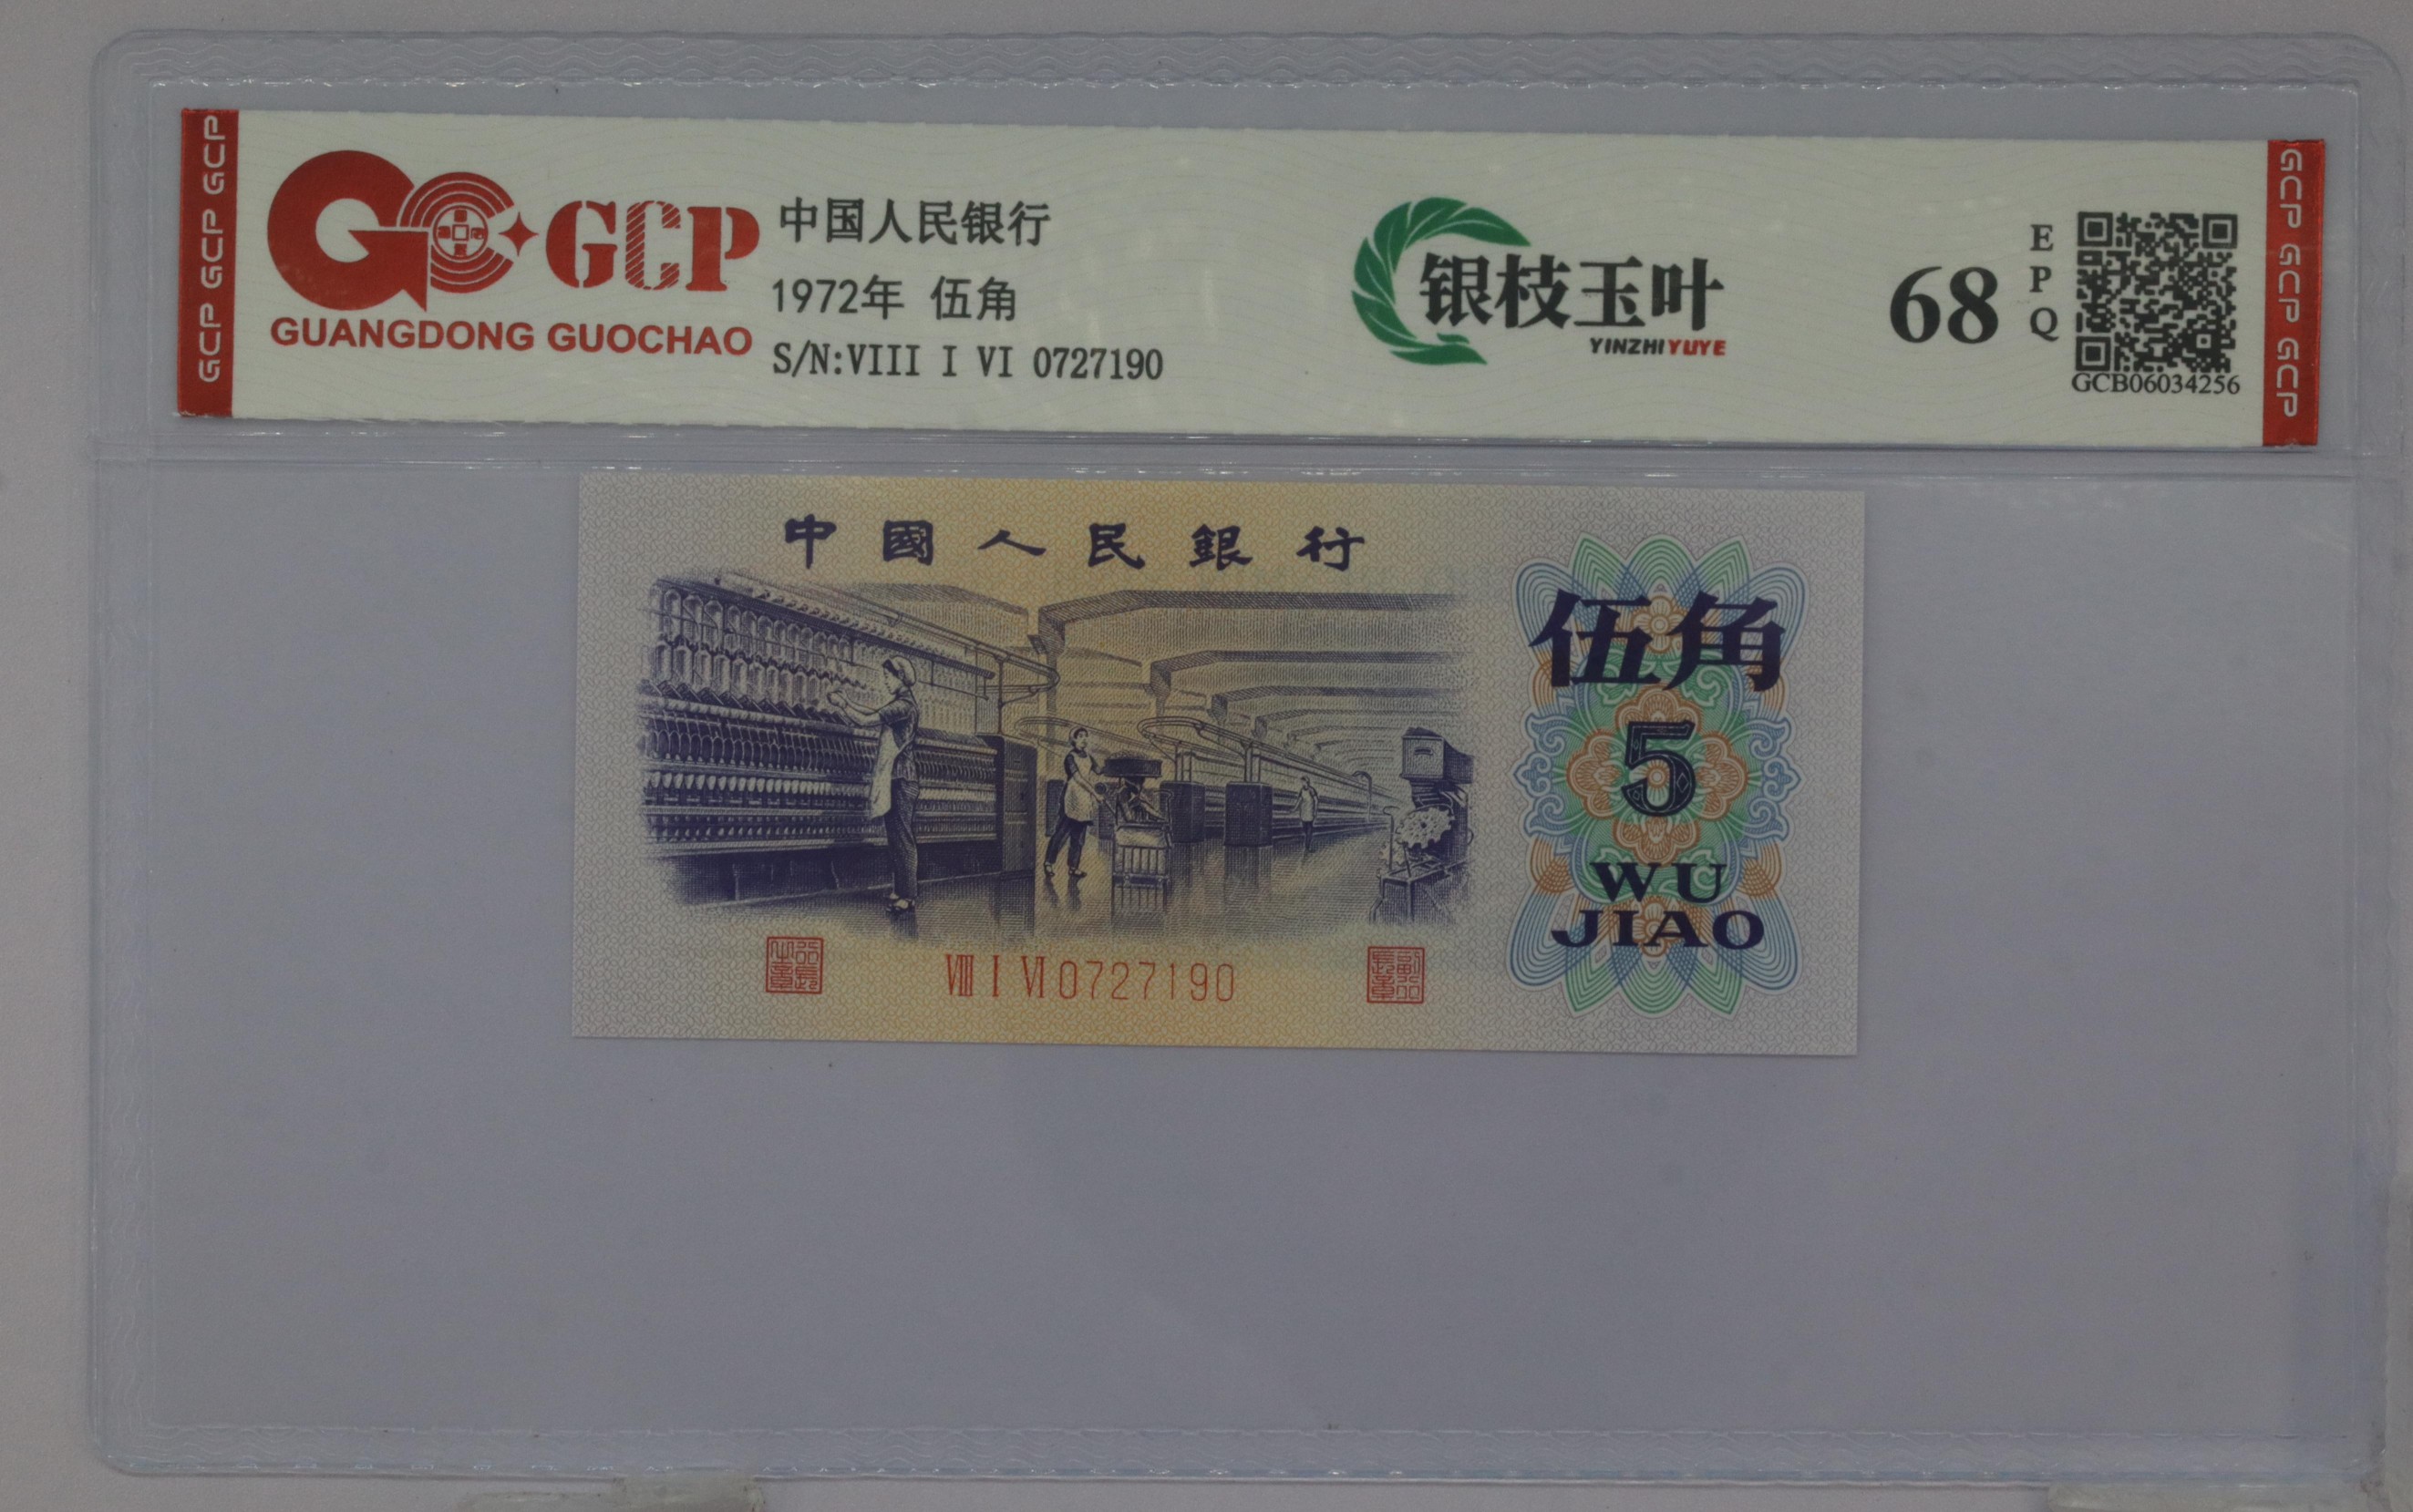 GCP GCP GCP
GCP
GUANGDONG GUOCHAO
中国人民银行
1972年 伍角
S/N:VIII I VI 0727190
银枝玉叶
YINZHIYUYE
68
EPQ
GCB06034256
GCP GCP GCP
中國人民銀行
伍角
5
WU
JIAO
VIII I VI 0727190